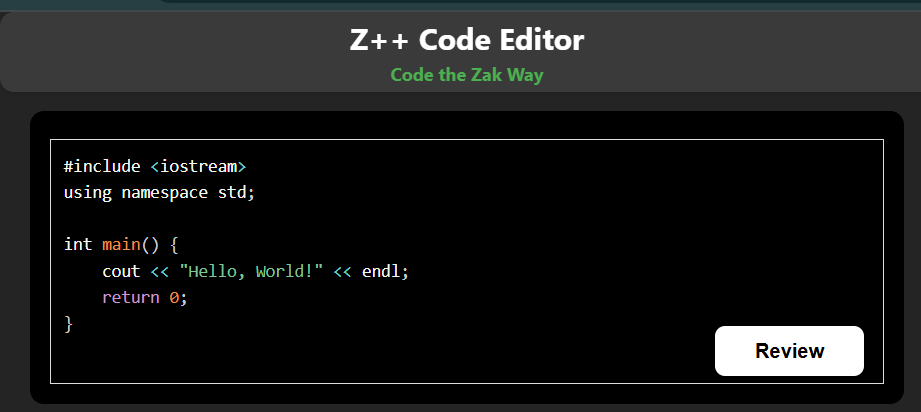 Z++ Code Editor
Code the Zak Way
#include <iostream>
using namespace std;

int main() {
    cout << "Hello, World!" << endl;
    return 0;
}
Review